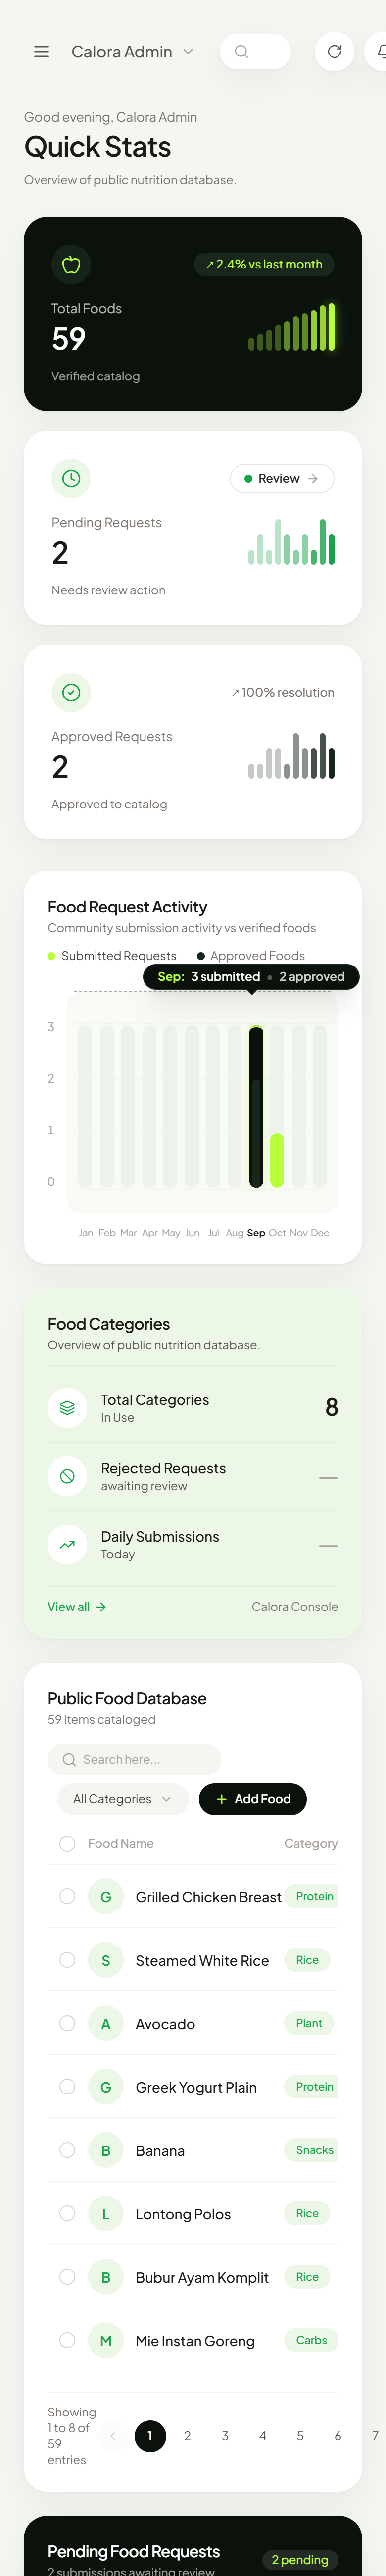 Calora Admin
Good evening, Calora Admin
Quick Stats
Overview of public nutrition database.
↗ 2.4% vs last month
Total Foods
59
Verified catalog
Review →
Pending Requests
2
Needs review action
↗ 100% resolution
Approved Requests
2
Approved to catalog
Food Request Activity
Community submission activity vs verified foods
Submitted Requests Approved Foods
Sep: 3 submitted • 2 approved
3
2
1
0
Jan Feb Mar Apr May Jun Jul Aug Sep Oct Nov Dec
Food Categories
Overview of public nutrition database.
Total Categories
In Use
8
Rejected Requests
awaiting review
—
Daily Submissions
Today
—
View all → Calora Console
Public Food Database
59 items cataloged
Search here...
All Categories + Add Food
Food Name Category
G Grilled Chicken Breast Protein
S Steamed White Rice Rice
A Avocado Plant
G Greek Yogurt Plain Protein
B Banana Snacks
L Lontong Polos Rice
B Bubur Ayam Komplit Rice
M Mie Instan Goreng Carbs
Showing
1 to 8 of
59
entries
1 2 3 4 5 6 7
Pending Food Requests
2 pending
2 submissions awaiting review